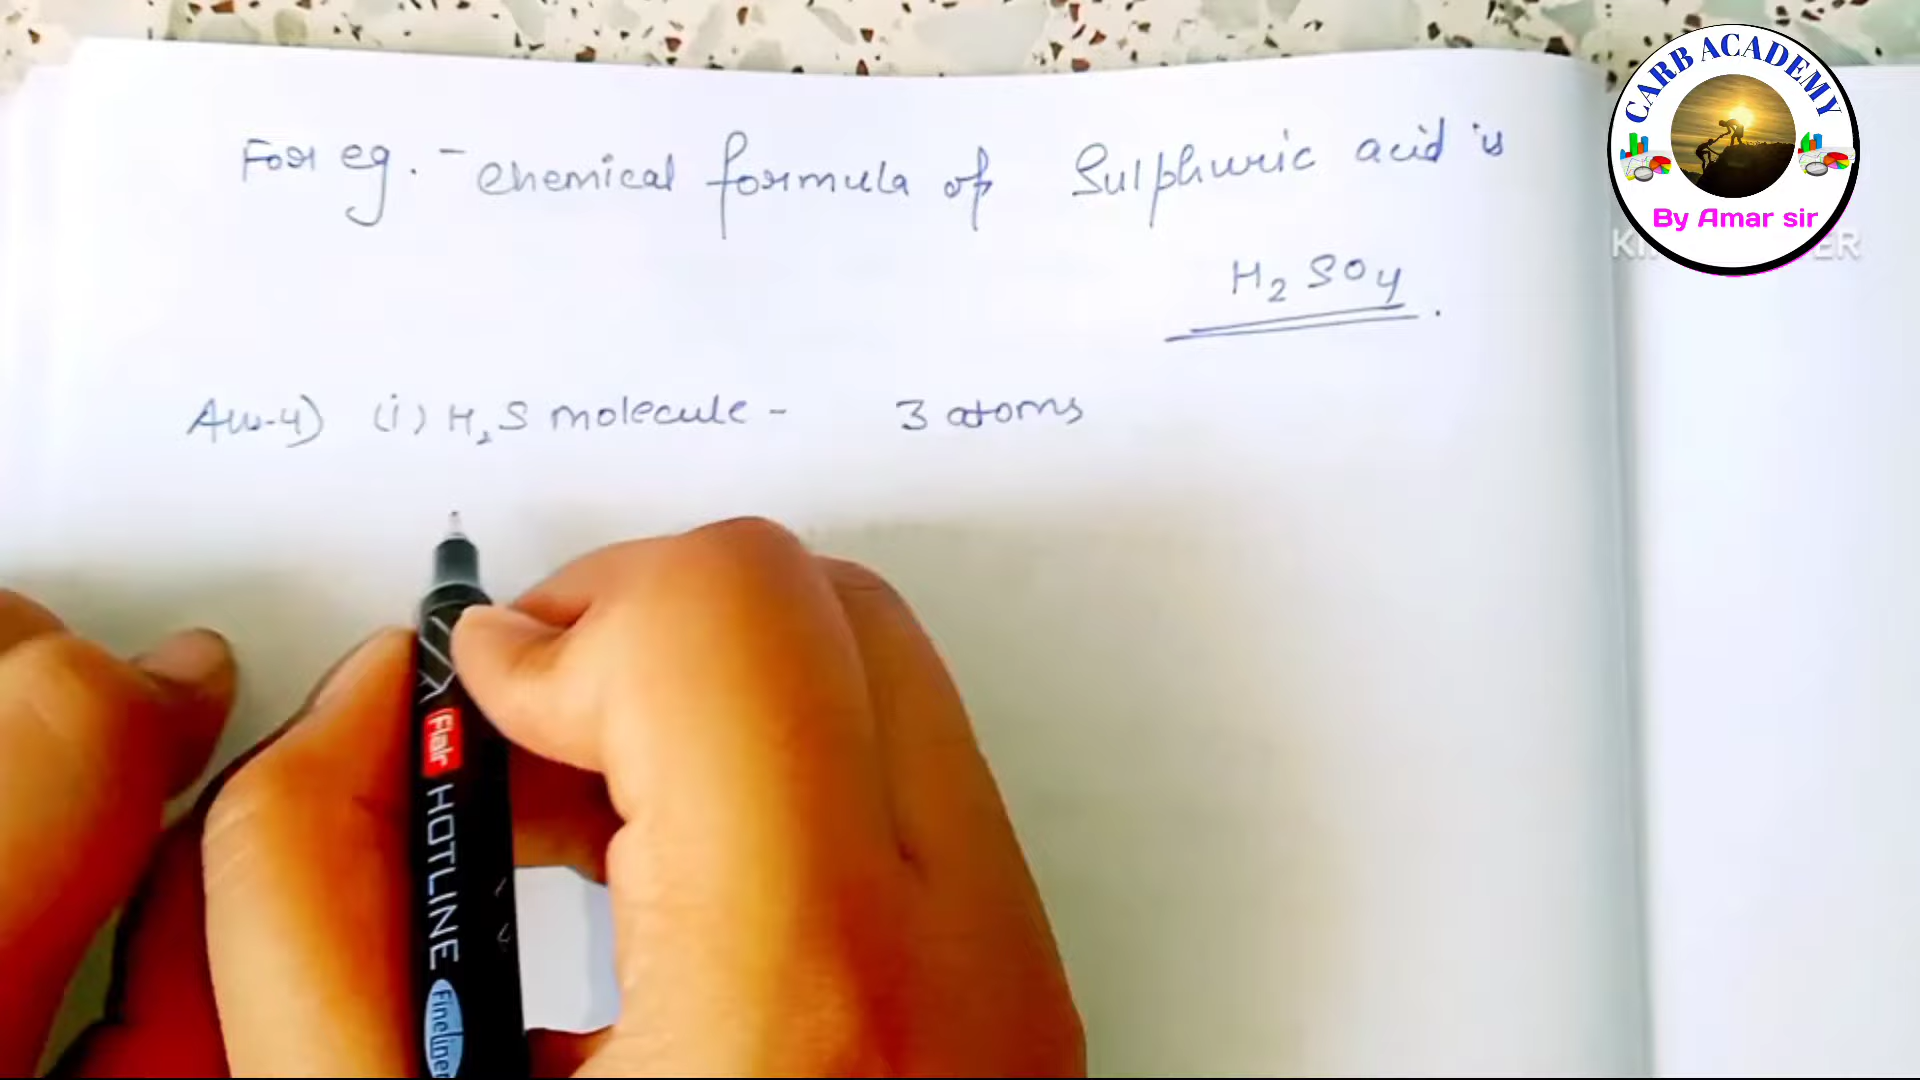 For eg. - chemical formula of Sulphuric acid is
H₂SO₄.
Ans-4) (i) H₂S molecule - 3 atoms
CARB ACADEMY
By Amar sir
ER
Flair HOTLINE Fineliner